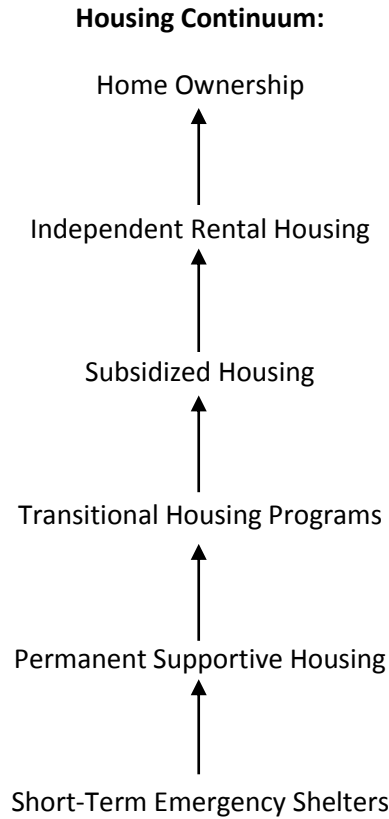 Housing Continuum:
Home Ownership
Independent Rental Housing
Subsidized Housing
Transitional Housing Programs
Permanent Supportive Housing
Short-Term Emergency Shelters